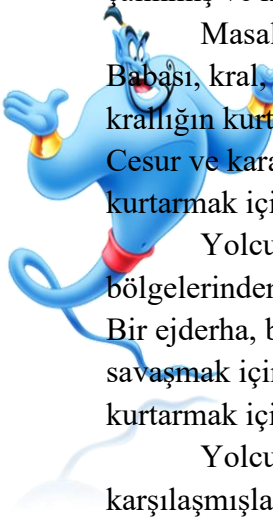 Masal
Babası, kral,
krallığın kurt
Cesur ve kara
kurtarmak içi
Yolcu
bölgelerinden
Bir ejderha, b
savaşmak için
kurtarmak içi
Yolcu
karşılaşmışla